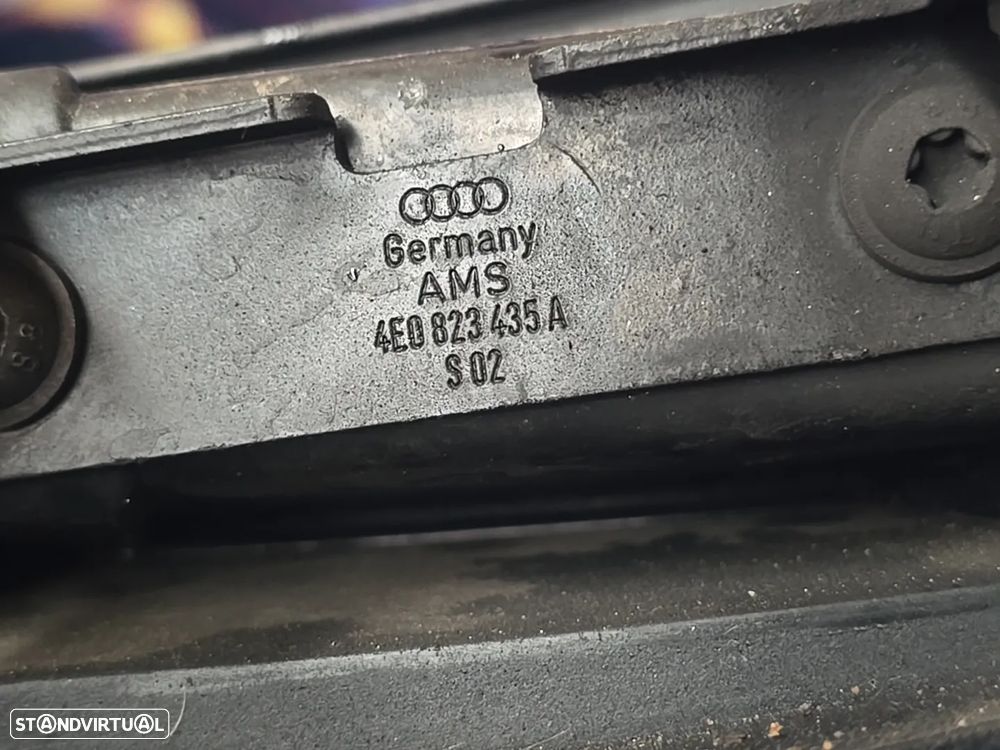 Germany
AMS
4E0 823 435 A
S 02
STANDVIRTUAL